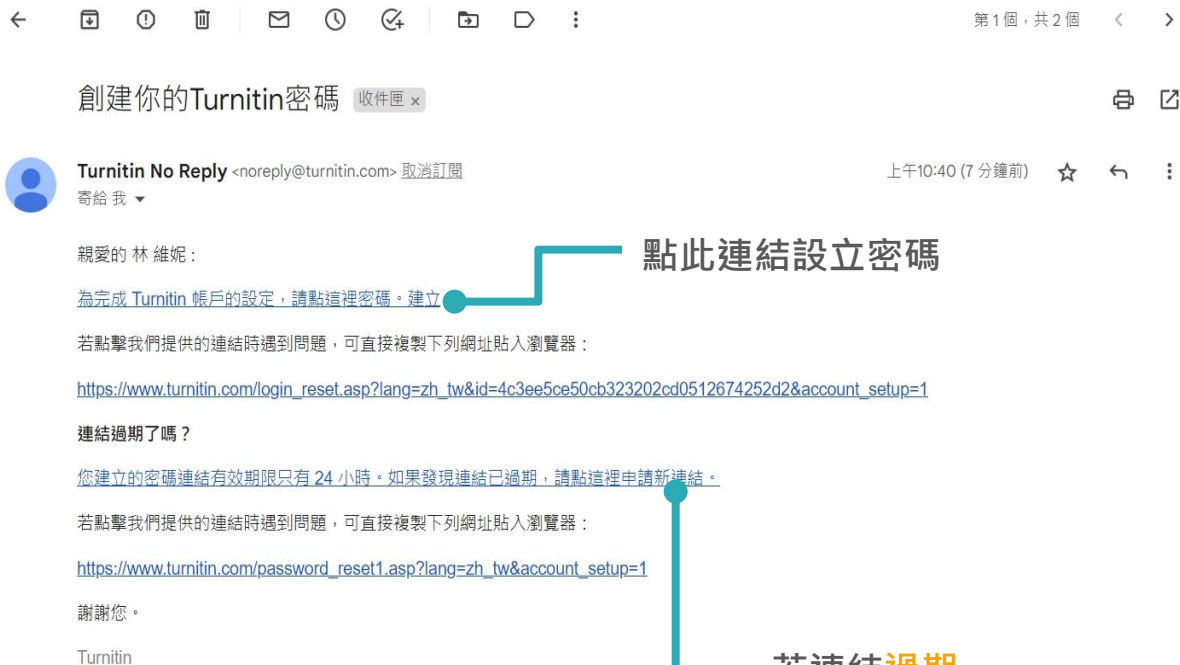 第 1 個，共 2 個
創建你的Turnitin密碼 收件匣 ×
Turnitin No Reply <noreply@turnitin.com> 取消訂閱
上午10:40 (7 分鐘前)
寄給 我
親愛的 林 維妮 :
點此連結設立密碼
為完成 Turnitin 帳戶的設定，請點這裡密碼。建立
若點擊我們提供的連結時遇到問題，可直接複製下列網址貼入瀏覽器 :
https://www.turnitin.com/login_reset.asp?lang=zh_tw&id=4c3ee5ce50cb323202cd0512674252d2&account_setup=1
連結過期了嗎？
您建立的密碼連結有效期限只有 24 小時。如果發現連結已過期，請點這裡申請新連結。
若點擊我們提供的連結時遇到問題，可直接複製下列網址貼入瀏覽器 :
https://www.turnitin.com/password_reset1.asp?lang=zh_tw&account_setup=1
謝謝您。
Turnitin
若連結過期